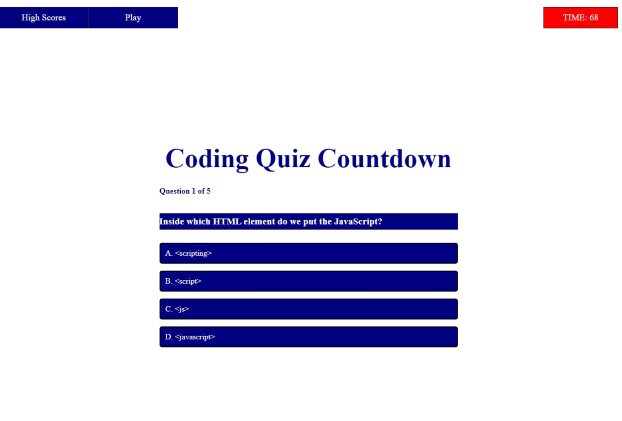 High Scores Play TIME: 68
Coding Quiz Countdown
Question 1 of 5
Inside which HTML element do we put the JavaScript?
A. <scripting>
B. <script>
C. <js>
D. <javascript>